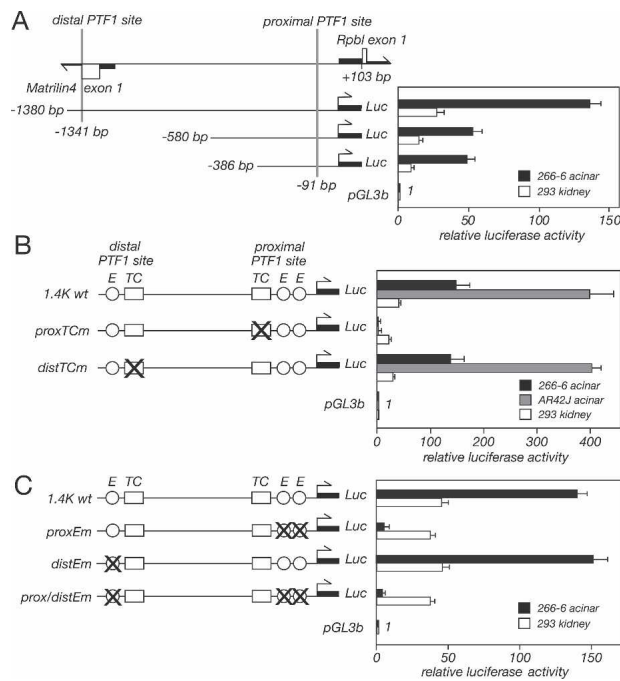 A
distal PTF1 site
proximal PTF1 site
Rpbl exon 1
+103 bp
Matrilin4 exon 1
-1380 bp
-1341 bp
-580 bp
-386 bp
-91 bp
Luc
Luc
Luc
pGL3b
1
266-6 acinar
293 kidney
0 50 100 150
relative luciferase activity
B
distal
PTF1 site
proximal
PTF1 site
E TC TC E E
1.4K wt
Luc
proxTCm
Luc
distTCm
Luc
pGL3b
1
266-6 acinar
AR42J acinar
293 kidney
0 100 200 300 400
relative luciferase activity
C
E TC TC E E
1.4K wt
Luc
proxEm
Luc
distEm
Luc
prox/distEm
Luc
pGL3b
1
266-6 acinar
293 kidney
0 50 100 150
relative luciferase activity